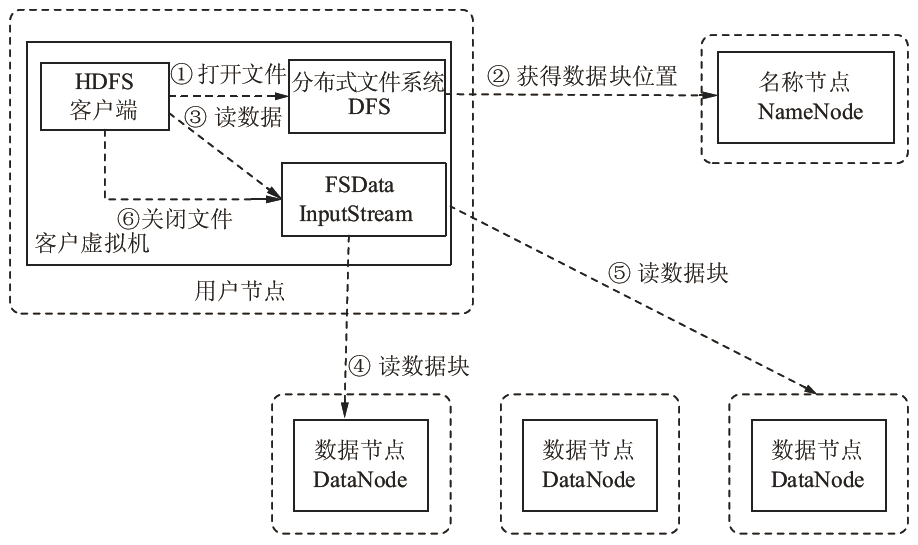 HDFS
客户端
① 打开文件
分布式文件系统
DFS
② 获得数据块位置
名称节点
NameNode
③ 读数据
FSData
InputStream
⑥关闭文件
客户虚拟机
用户节点
⑤ 读数据块
④ 读数据块
数据节点
DataNode
数据节点
DataNode
数据节点
DataNode